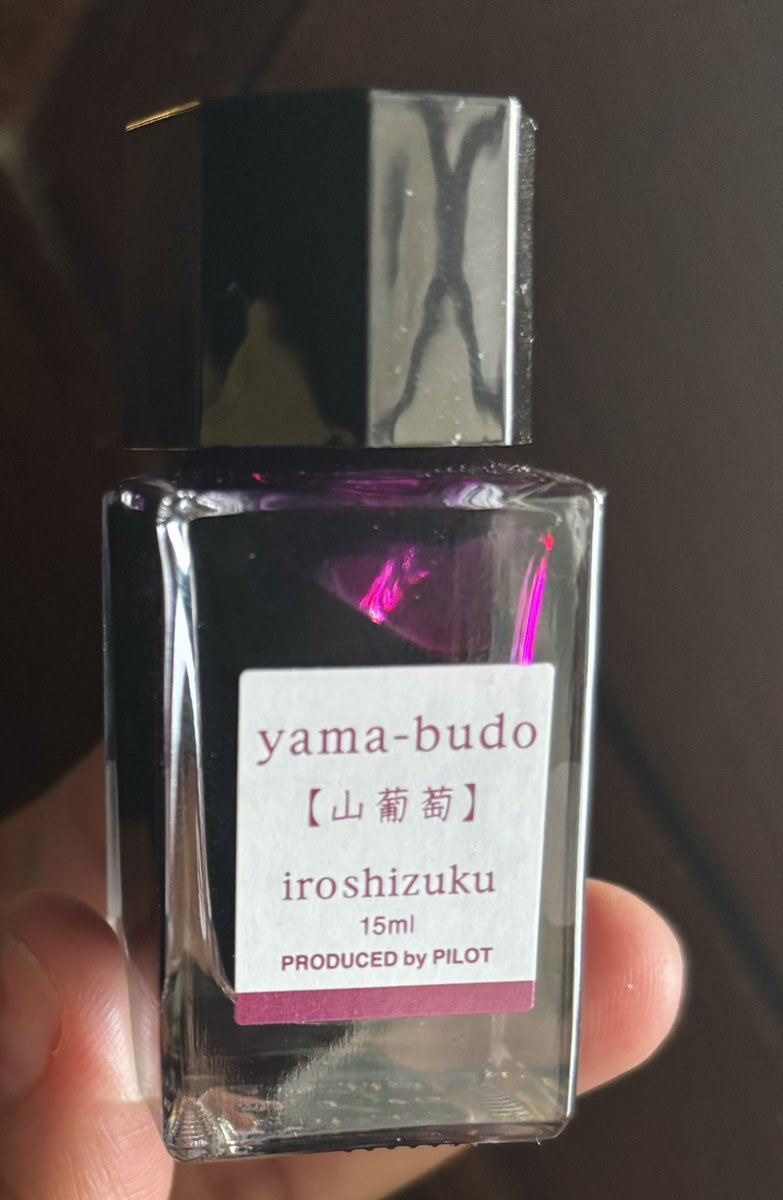 yama-budo
【山葡萄】
iroshizuku
15ml
PRODUCED by PILOT